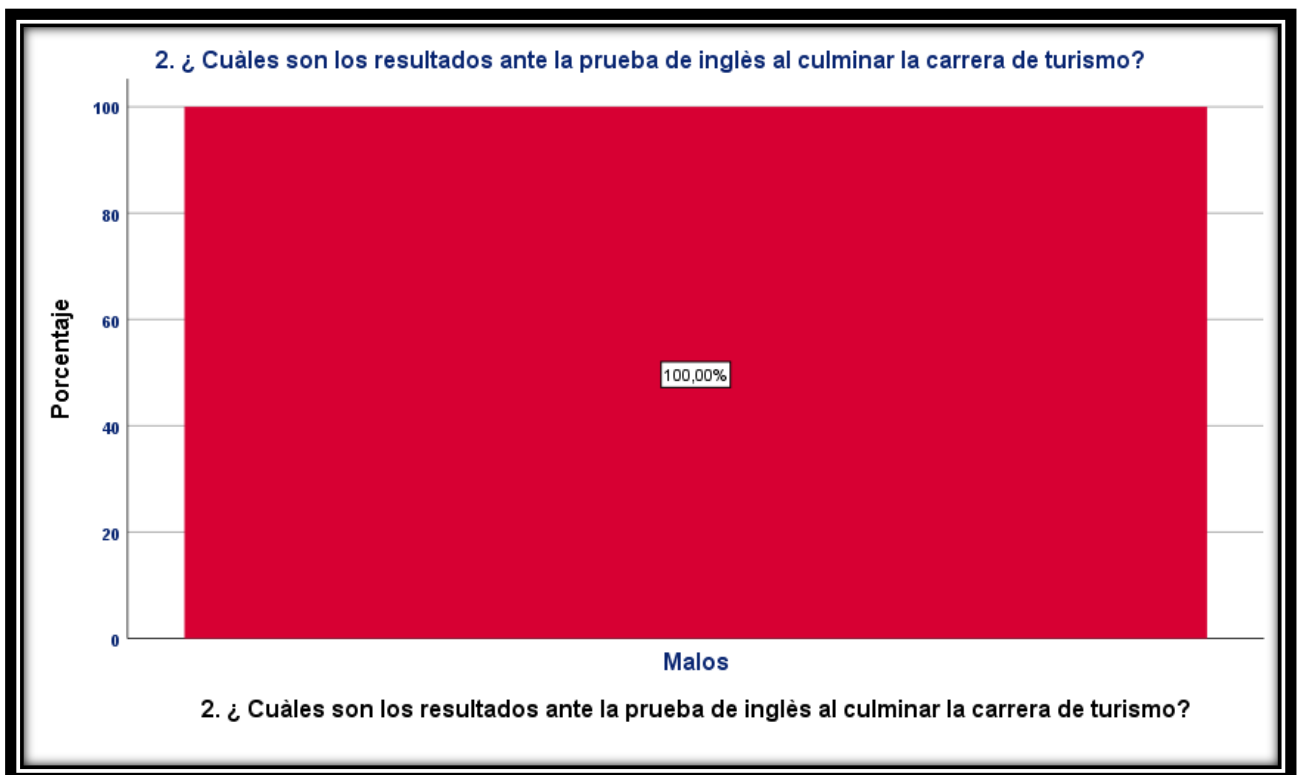 2. ¿ Cuàles son los resultados ante la prueba de inglès al culminar la carrera de turismo?
100
80
60
40
20
0
Porcentaje
100,00%
Malos
2. ¿ Cuàles son los resultados ante la prueba de inglès al culminar la carrera de turismo?